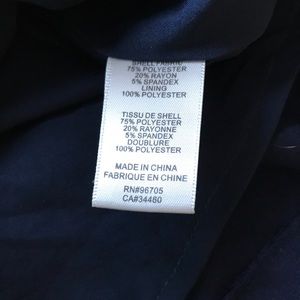 SHELL FABRIC
75% POLYESTER
20% RAYON
5% SPANDEX
LINING
100% POLYESTER
TISSU DE SHELL
75% POLYESTER
20% RAYONNE
5% SPANDEX
DOUBLURE
100% POLYESTER
MADE IN CHINA
FABRIQUE EN CHINE
RN#96705
CA#34480